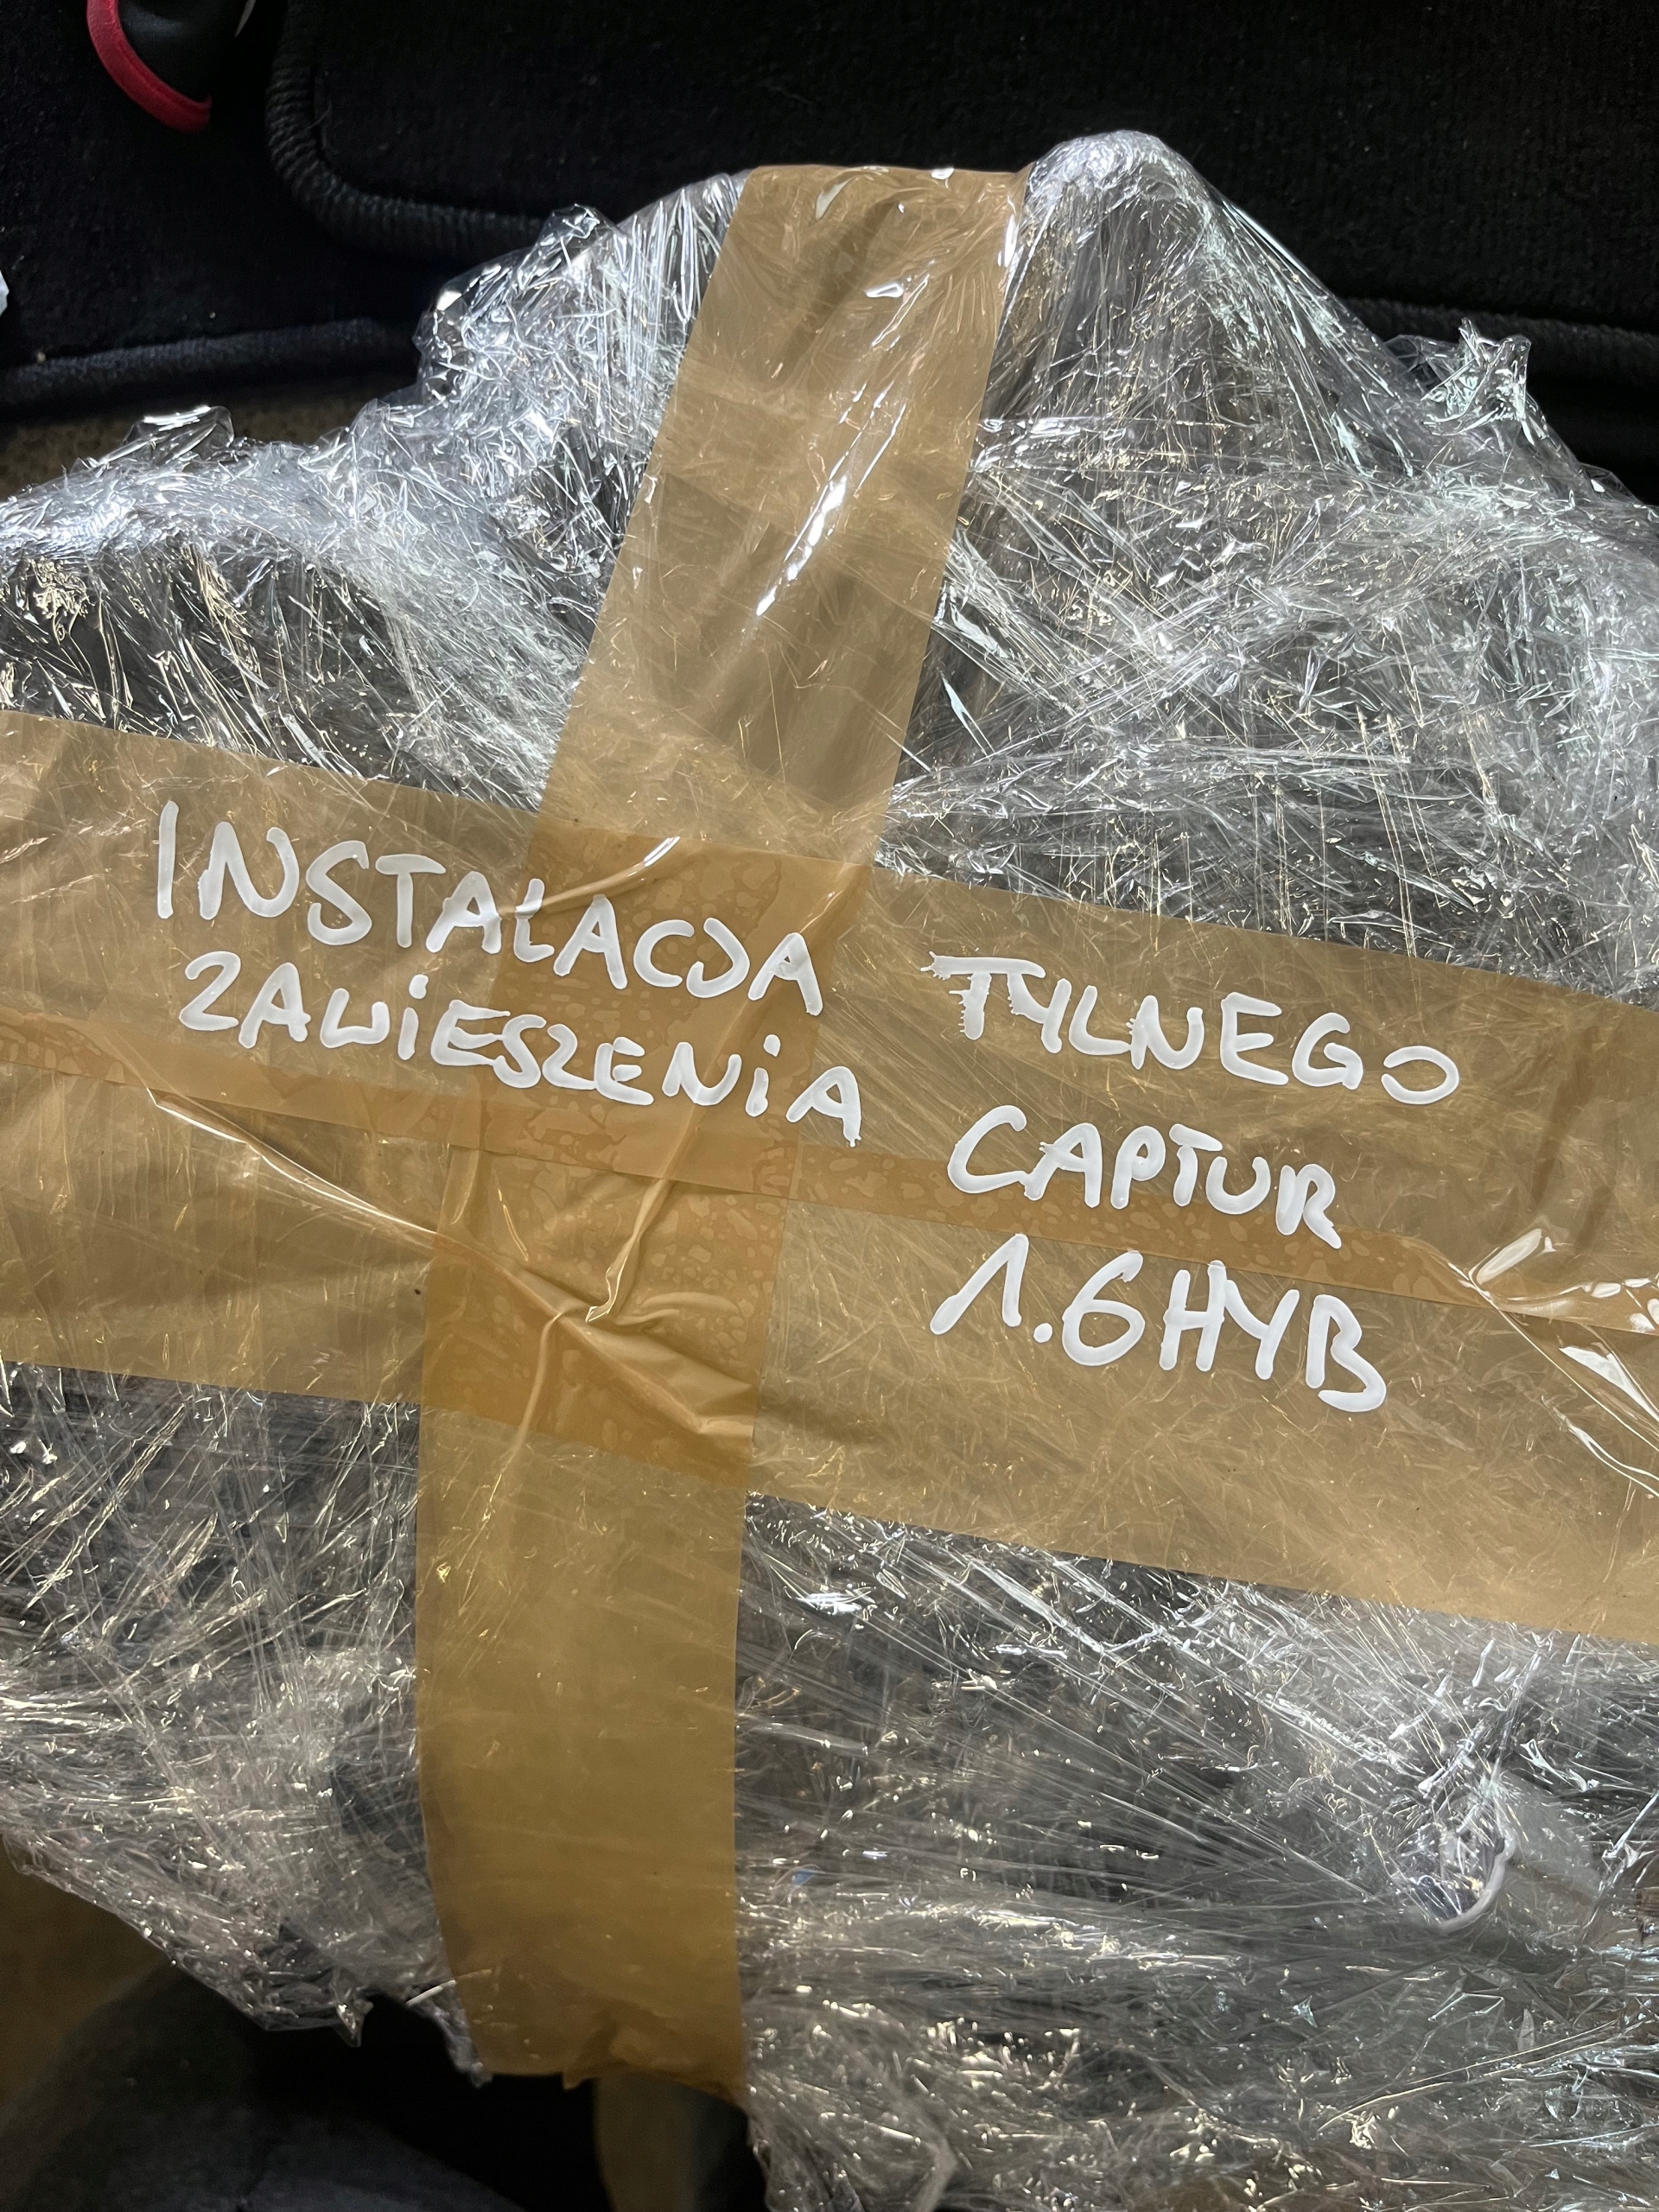 INSTALACJA TYLNEGO
ZAWIESZENIA CAPTUR
1.6HYB